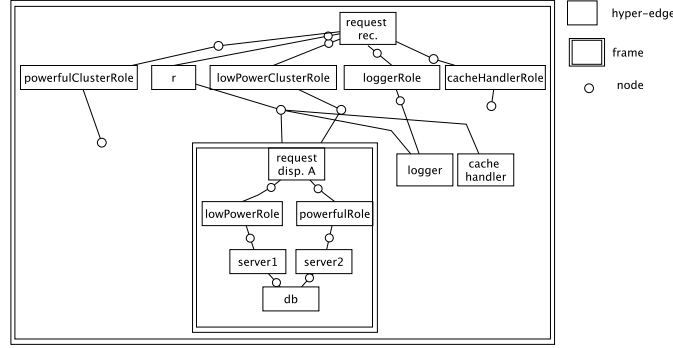 request
rec.
hyper-edge
frame
node
powerfulClusterRole
r
lowPowerClusterRole
loggerRole
cacheHandlerRole
request
disp. A
logger
cache
handler
lowPowerRole
powerfulRole
server1
server2
db